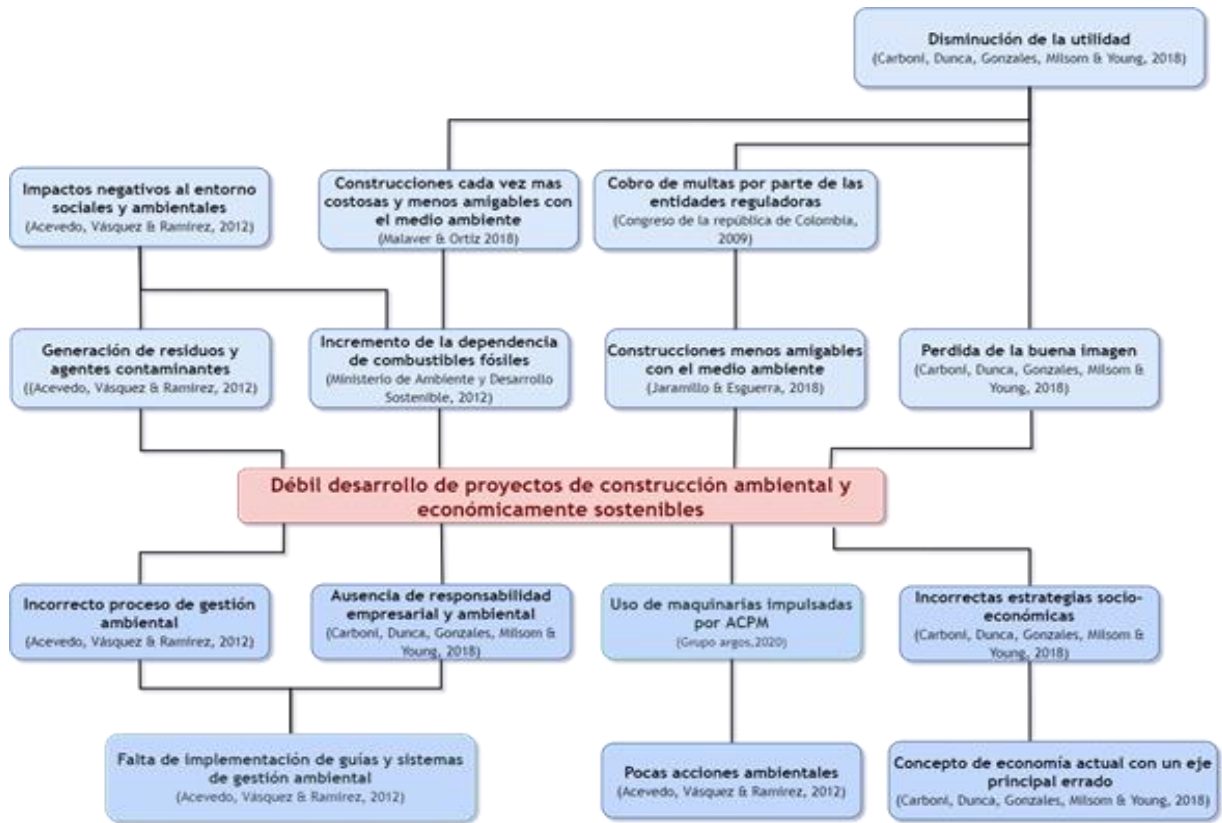 Disminución de la utilidad
(Carboni, Dunca, Gonzales, Milsom & Young, 2018)
Impactos negativos al entorno
sociales y ambientales
(Acevedo, Vásquez & Ramírez, 2012)
Construcciones cada vez mas
costosas y menos amigables con
el medio ambiente
(Malaver & Ortiz 2018)
Cobro de multas por parte de las
entidades reguladoras
(Congreso de la república de Colombia,
2009)
Generación de residuos y
agentes contaminantes
((Acevedo, Vásquez & Ramírez, 2012)
Incremento de la dependencia
de combustibles fósiles
(Ministerio de Ambiente y Desarrollo
Sostenible, 2012)
Construcciones menos amigables
con el medio ambiente
(Jaramillo & Esguerra, 2018)
Perdida de la buena imagen
(Carboni, Dunca, Gonzales, Milsom &
Young, 2018)
Débil desarrollo de proyectos de construcción ambiental y
económicamente sostenibles
Incorrecto proceso de gestión
ambiental
(Acevedo, Vásquez & Ramírez, 2012)
Ausencia de responsabilidad
empresarial y ambiental
(Carboni, Dunca, Gonzales, Milsom &
Young, 2018)
Uso de maquinarias impulsadas
por ACPM
(Grupo argos,2020)
Incorrectas estrategias socio-
económicas
(Carboni, Dunca, Gonzales, Milsom &
Young, 2018)
Falta de implementación de guías y sistemas
de gestión ambiental
(Acevedo, Vásquez & Ramírez, 2012)
Pocas acciones ambientales
(Acevedo, Vásquez & Ramírez, 2012)
Concepto de economía actual con un eje
principal errado
(Carboni, Dunca, Gonzales, Milsom & Young, 2018)